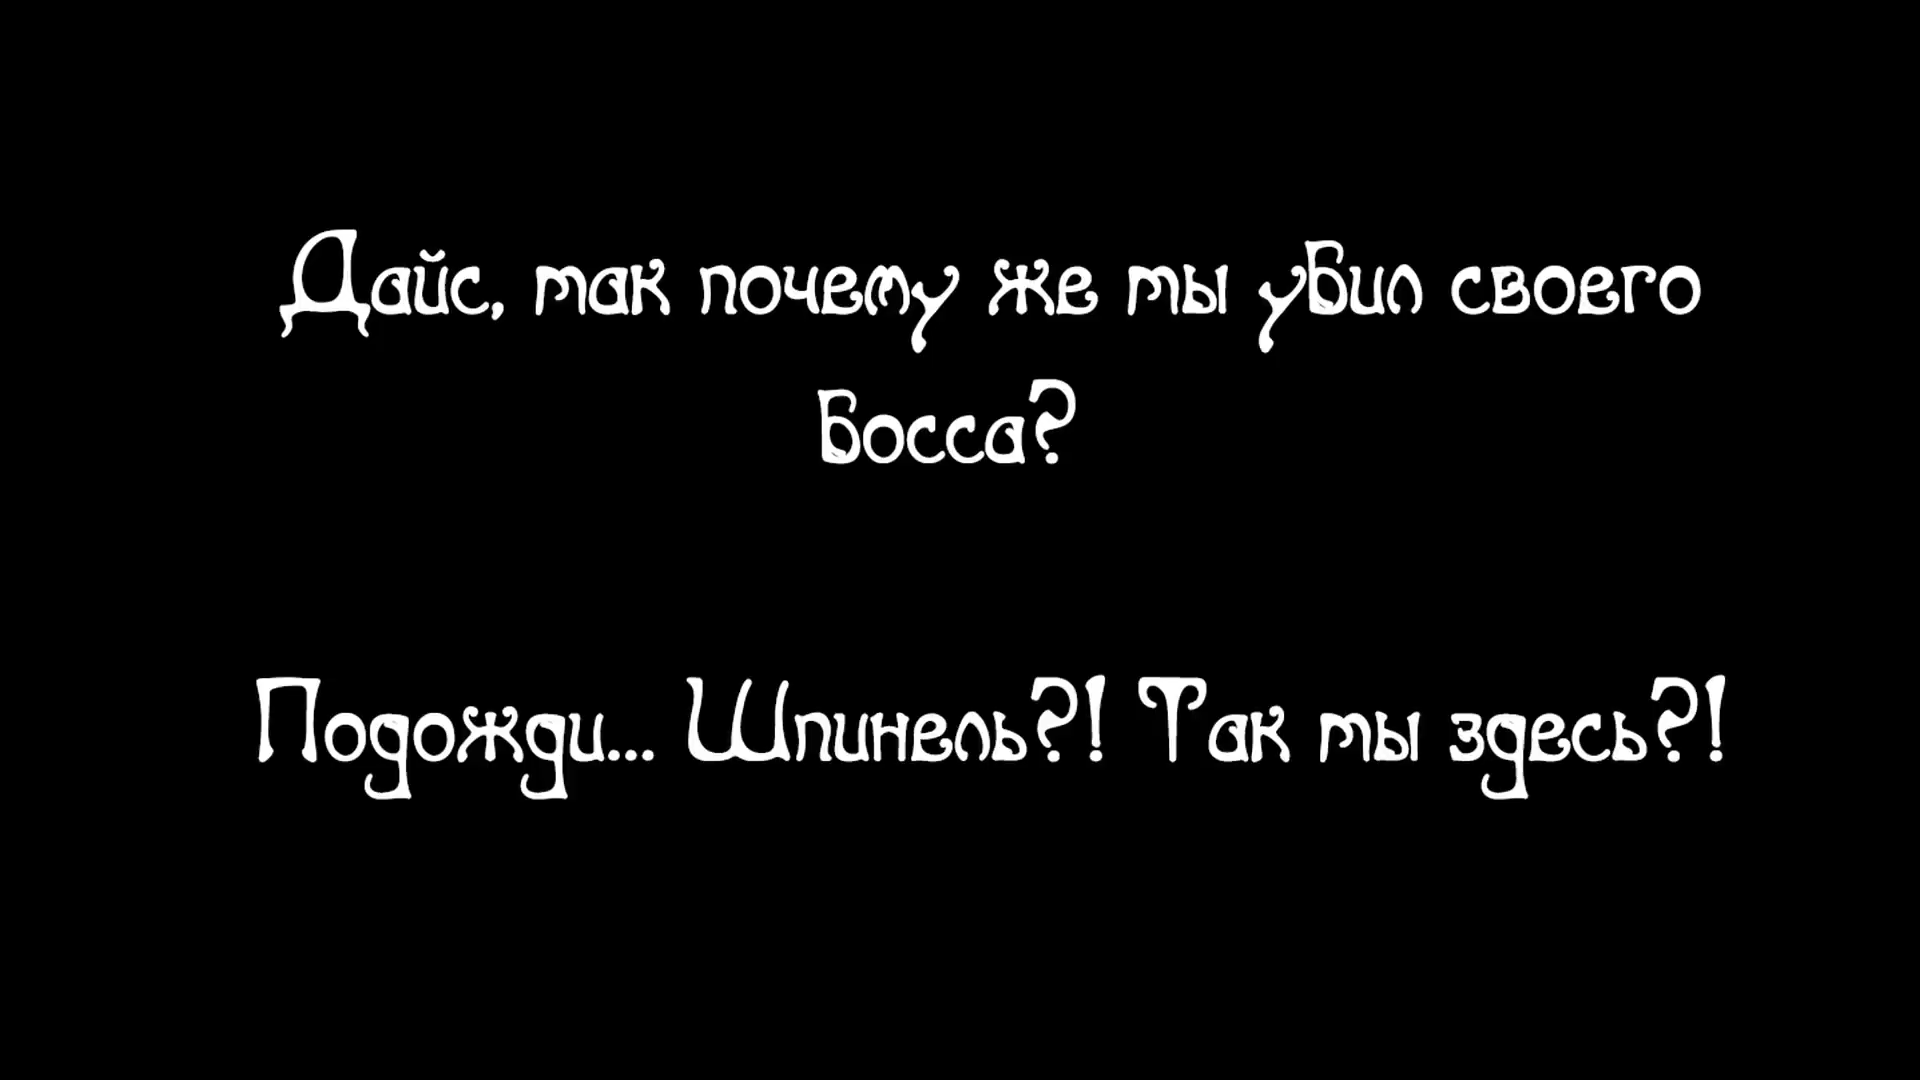 Дайс, так почему же ты убил своего
босса?
Подожди... Шпинель?! Так ты здесь?!